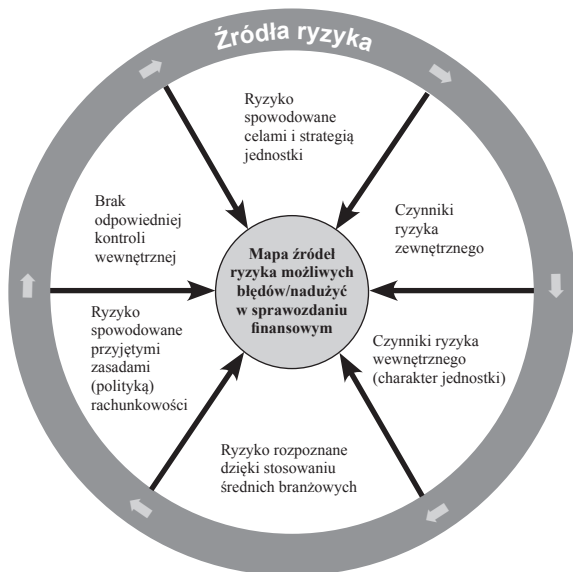 Źródła ryzyka
Ryzyko
spowodowane
celami i strategią
jednostki
Czynniki
ryzyka
zewnętrznego
Czynniki ryzyka
wewnętrznego
(charakter jednostki)
Ryzyko rozpoznane
dzięki stosowaniu
średnich branżowych
Ryzyko
spowodowane
przyjętymi
zasadami
(polityką)
rachunkowości
Brak
odpowiedniej
kontroli
wewnętrznej
Mapa źródeł
ryzyka możliwych
błędów/nadużyć
w sprawozdaniu
finansowym